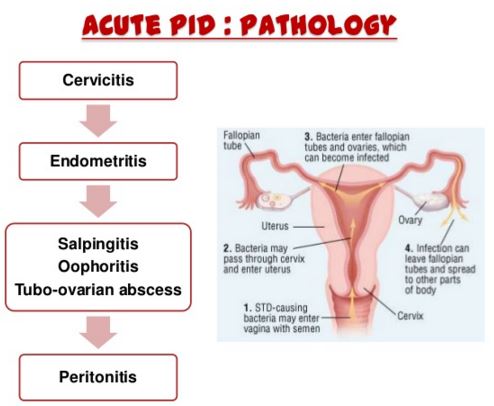 ACUTE PID : PATHOLOGY
Cervicitis
Endometritis
Salpingitis
Oophoritis
Tubo-ovarian abscess
Peritonitis
Fallopian
tube
3. Bacteria enter fallopian
tubes and ovaries, which
can become infected
Uterus
Ovary
2. Bacteria may
pass through cervix
and enter uterus
4. Infection can
leave fallopian
tubes and spread
to other parts
of body
1. STD-causing
bacteria may enter
vagina with semen
Cervix